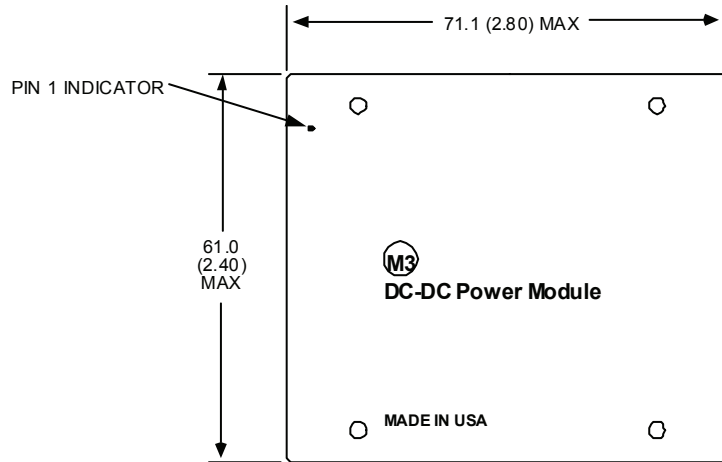 71.1 (2.80) MAX
PIN 1 INDICATOR
61.0
(2.40)
MAX
M3
DC-DC Power Module
MADE IN USA